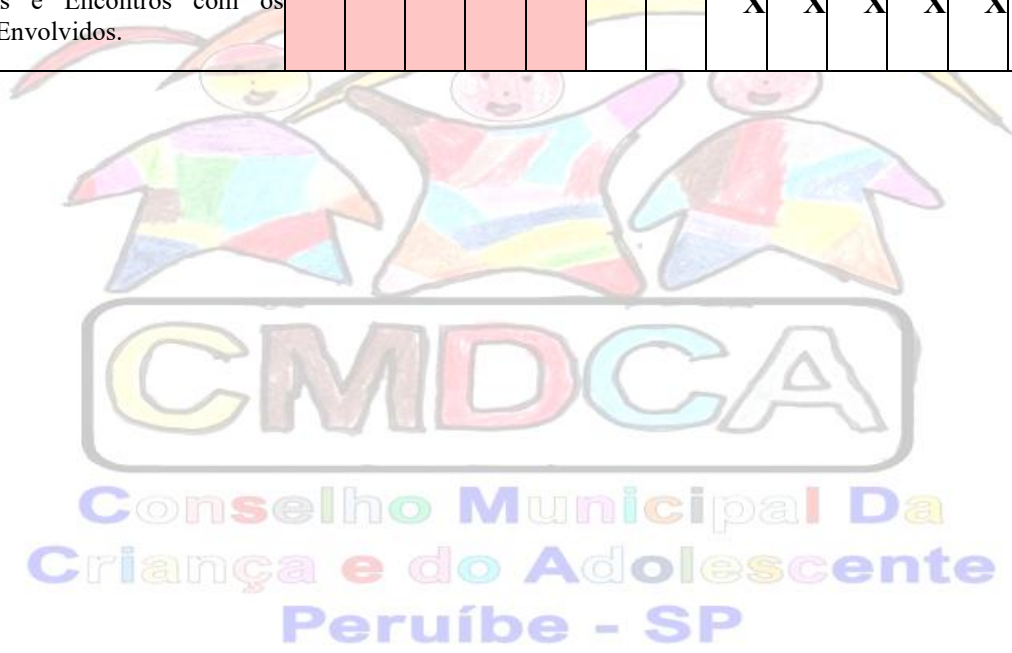 e Encontros com os X X X X X
Envolvidos.
CMDCA
Conselho Municipal Da
Criança e do Adolescente
Peruíbe - SP